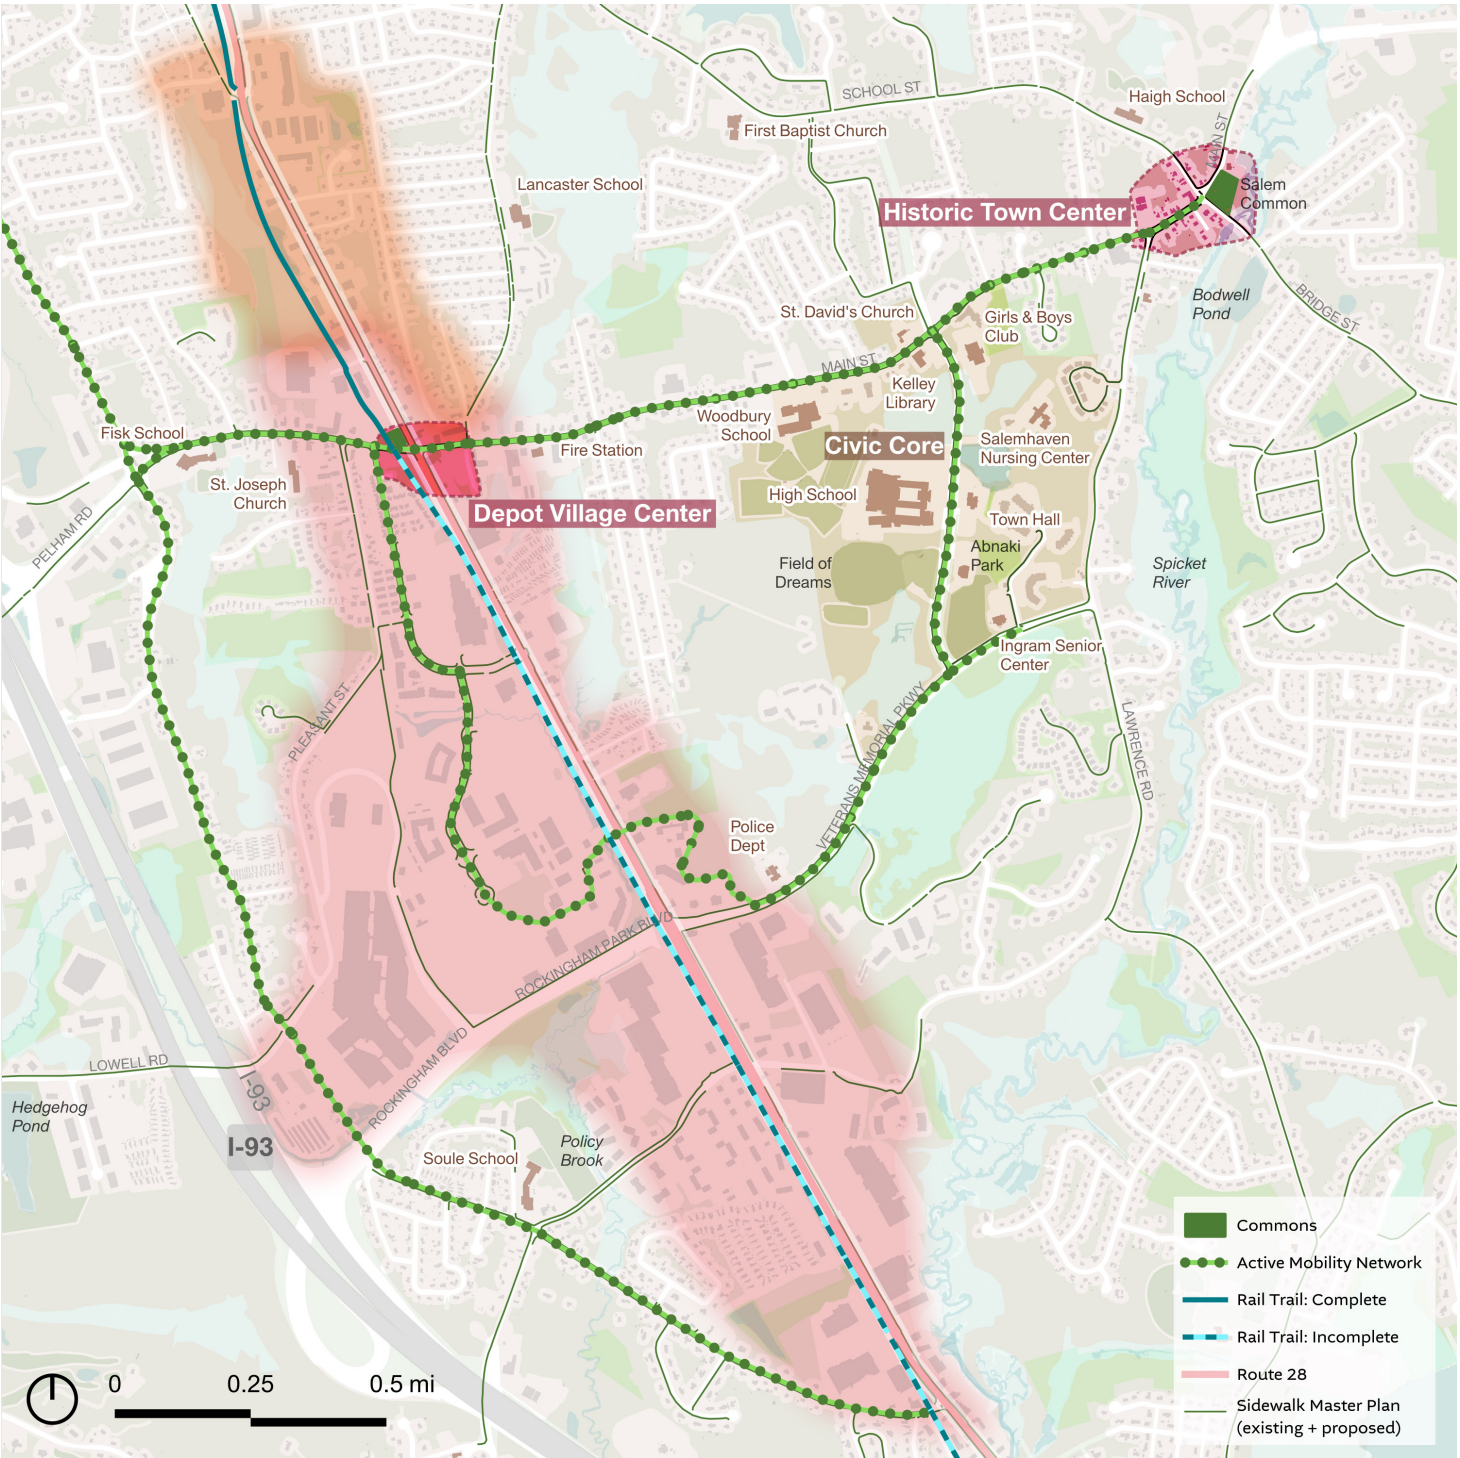 SCHOOL ST
Haigh School
First Baptist Church
MAIN ST
Lancaster School
Salem
Common
Historic Town Center
Bodwell
Pond
BRIDGE ST
St. David's Church
Girls & Boys
Club
MAIN ST
Kelley
Library
Woodbury
School
Fisk School
Fire Station
Civic Core
Salemhaven
Nursing Center
St. Joseph
Church
High School
Depot Village Center
Town Hall
PELHAM RD
Abnaki
Park
Field of
Dreams
Spicket
River
Ingram Senior
Center
PLEASANT ST
VETERANS MEMORIAL PKWY
LAWRENCE RD
Police
Dept
ROCKINGHAM PARK BLVD
LOWELL RD
I-93
ROCKINGHAM BLVD
Hedgehog
Pond
I-93
Policy
Brook
Soule School
Commons
Active Mobility Network
Rail Trail: Complete
Rail Trail: Incomplete
Route 28
Sidewalk Master Plan
(existing + proposed)
0 0.25 0.5 mi